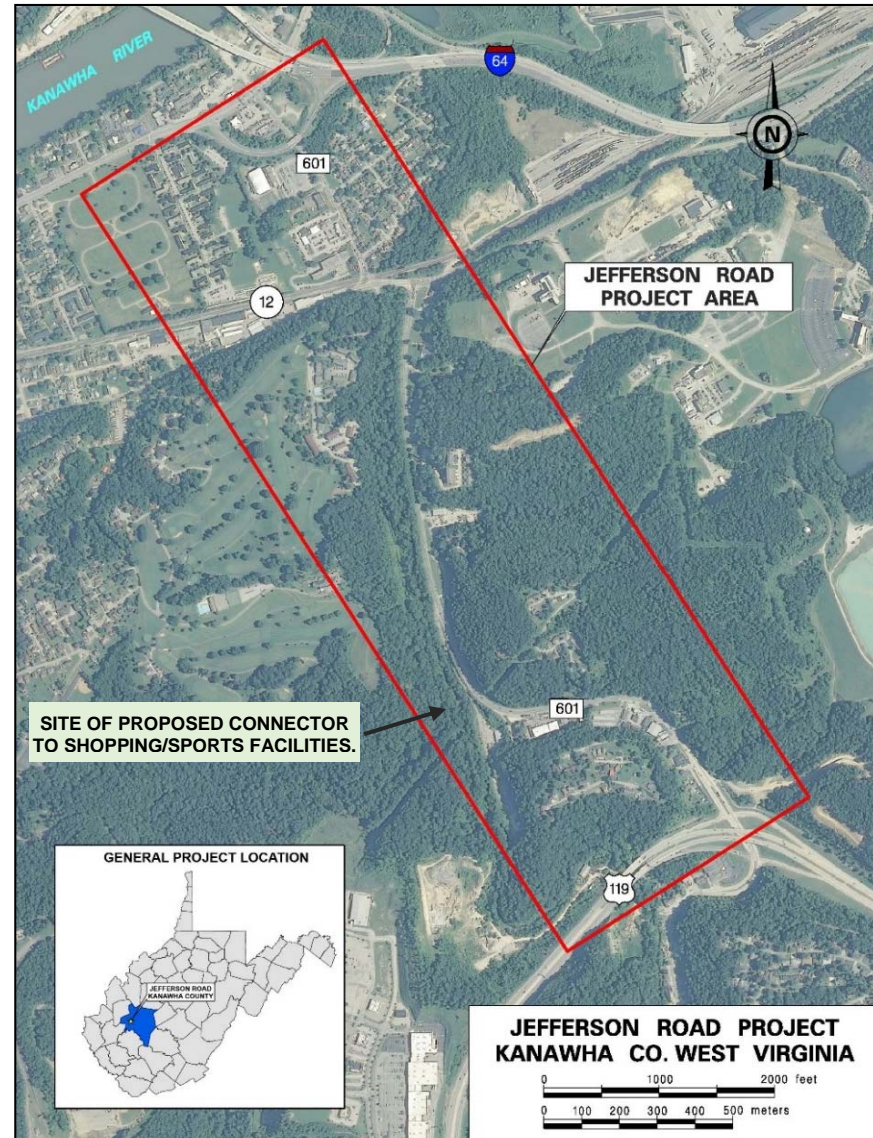 KANAWHA RIVER
64
N
601
JEFFERSON ROAD
PROJECT AREA
12
SITE OF PROPOSED CONNECTOR
TO SHOPPING/SPORTS FACILITIES.
601
119
GENERAL PROJECT LOCATION
JEFFERSON ROAD
KANAWHA COUNTY
JEFFERSON ROAD PROJECT
KANAWHA CO. WEST VIRGINIA
0 1000 2000 feet
0 100 200 300 400 500 meters